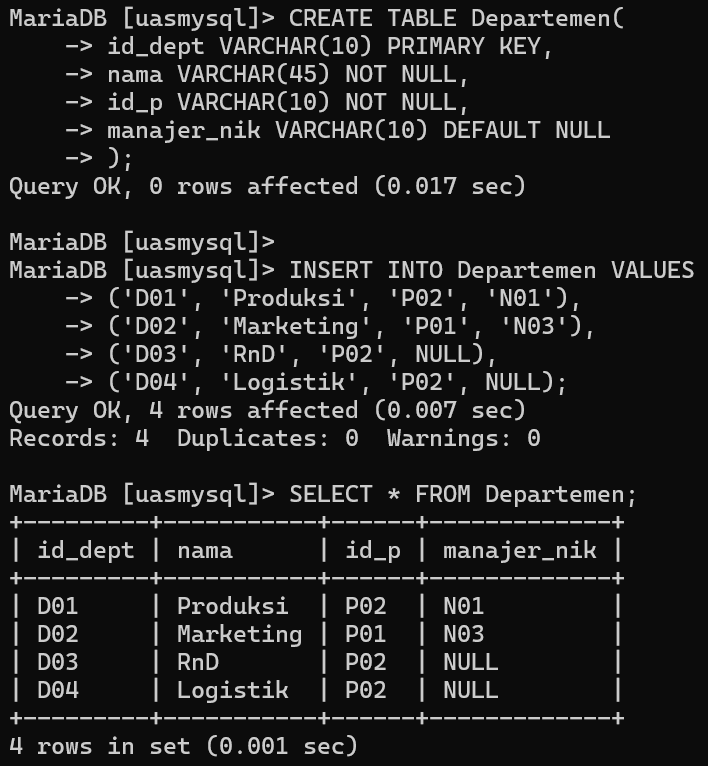 MariaDB [uasmysql]> CREATE TABLE Departemen(
    -> id_dept VARCHAR(10) PRIMARY KEY,
    -> nama VARCHAR(45) NOT NULL,
    -> id_p VARCHAR(10) NOT NULL,
    -> manajer_nik VARCHAR(10) DEFAULT NULL
    -> );
Query OK, 0 rows affected (0.017 sec)

MariaDB [uasmysql]>
MariaDB [uasmysql]> INSERT INTO Departemen VALUES
    -> ('D01', 'Produksi', 'P02', 'N01'),
    -> ('D02', 'Marketing', 'P01', 'N03'),
    -> ('D03', 'RnD', 'P02', NULL),
    -> ('D04', 'Logistik', 'P02', NULL);
Query OK, 4 rows affected (0.007 sec)
Records: 4  Duplicates: 0  Warnings: 0

MariaDB [uasmysql]> SELECT * FROM Departemen;
+---------+-----------+------+-------------+
| id_dept | nama      | id_p | manajer_nik |
+---------+-----------+------+-------------+
| D01     | Produksi  | P02  | N01         |
| D02     | Marketing | P01  | N03         |
| D03     | RnD       | P02  | NULL        |
| D04     | Logistik  | P02  | NULL        |
+---------+-----------+------+-------------+
4 rows in set (0.001 sec)